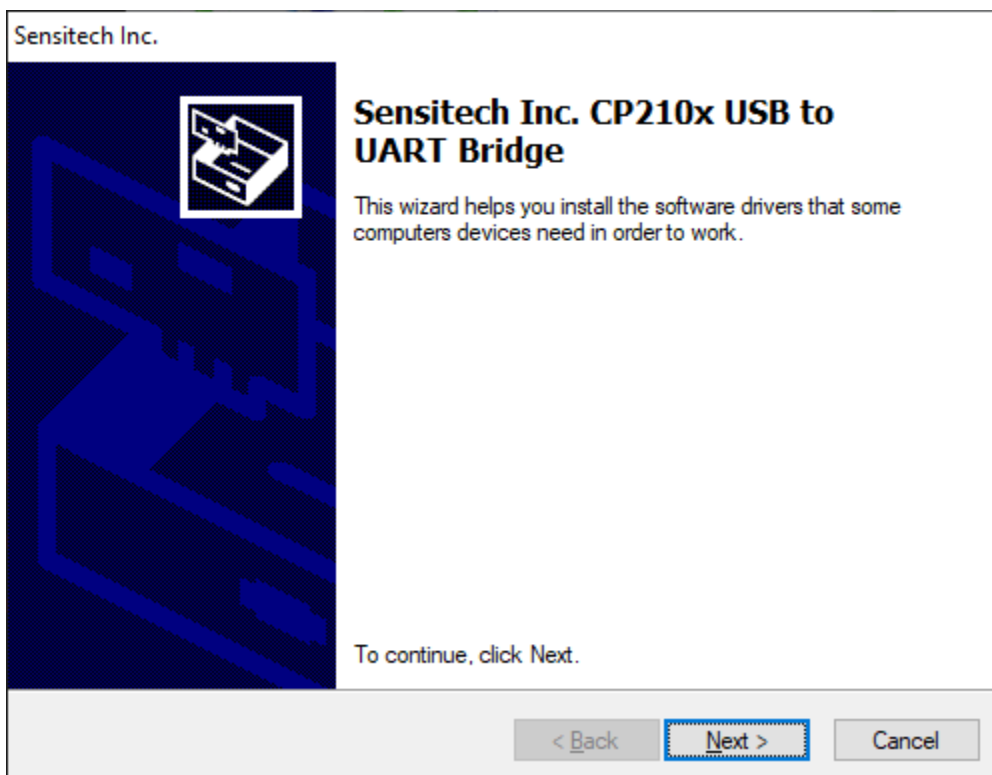 Sensitech Inc.
Sensitech Inc. CP210x USB to
UART Bridge
This wizard helps you install the software drivers that some
computers devices need in order to work.
To continue, click Next.
< Back
Next >
Cancel